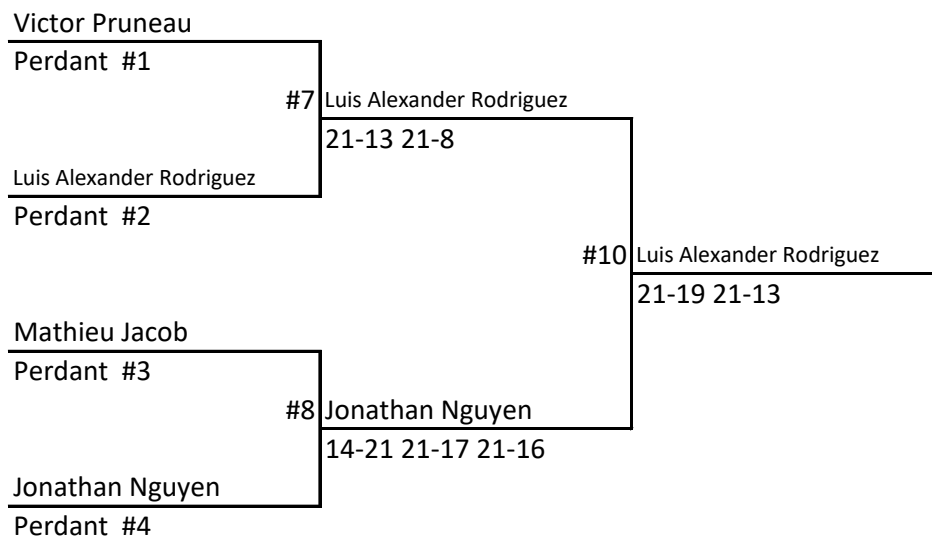 Victor Pruneau
Perdant #1
#7 Luis Alexander Rodriguez
21-13 21-8
Luis Alexander Rodriguez
Perdant #2
#10 Luis Alexander Rodriguez
21-19 21-13
Mathieu Jacob
Perdant #3
#8 Jonathan Nguyen
14-21 21-17 21-16
Jonathan Nguyen
Perdant #4